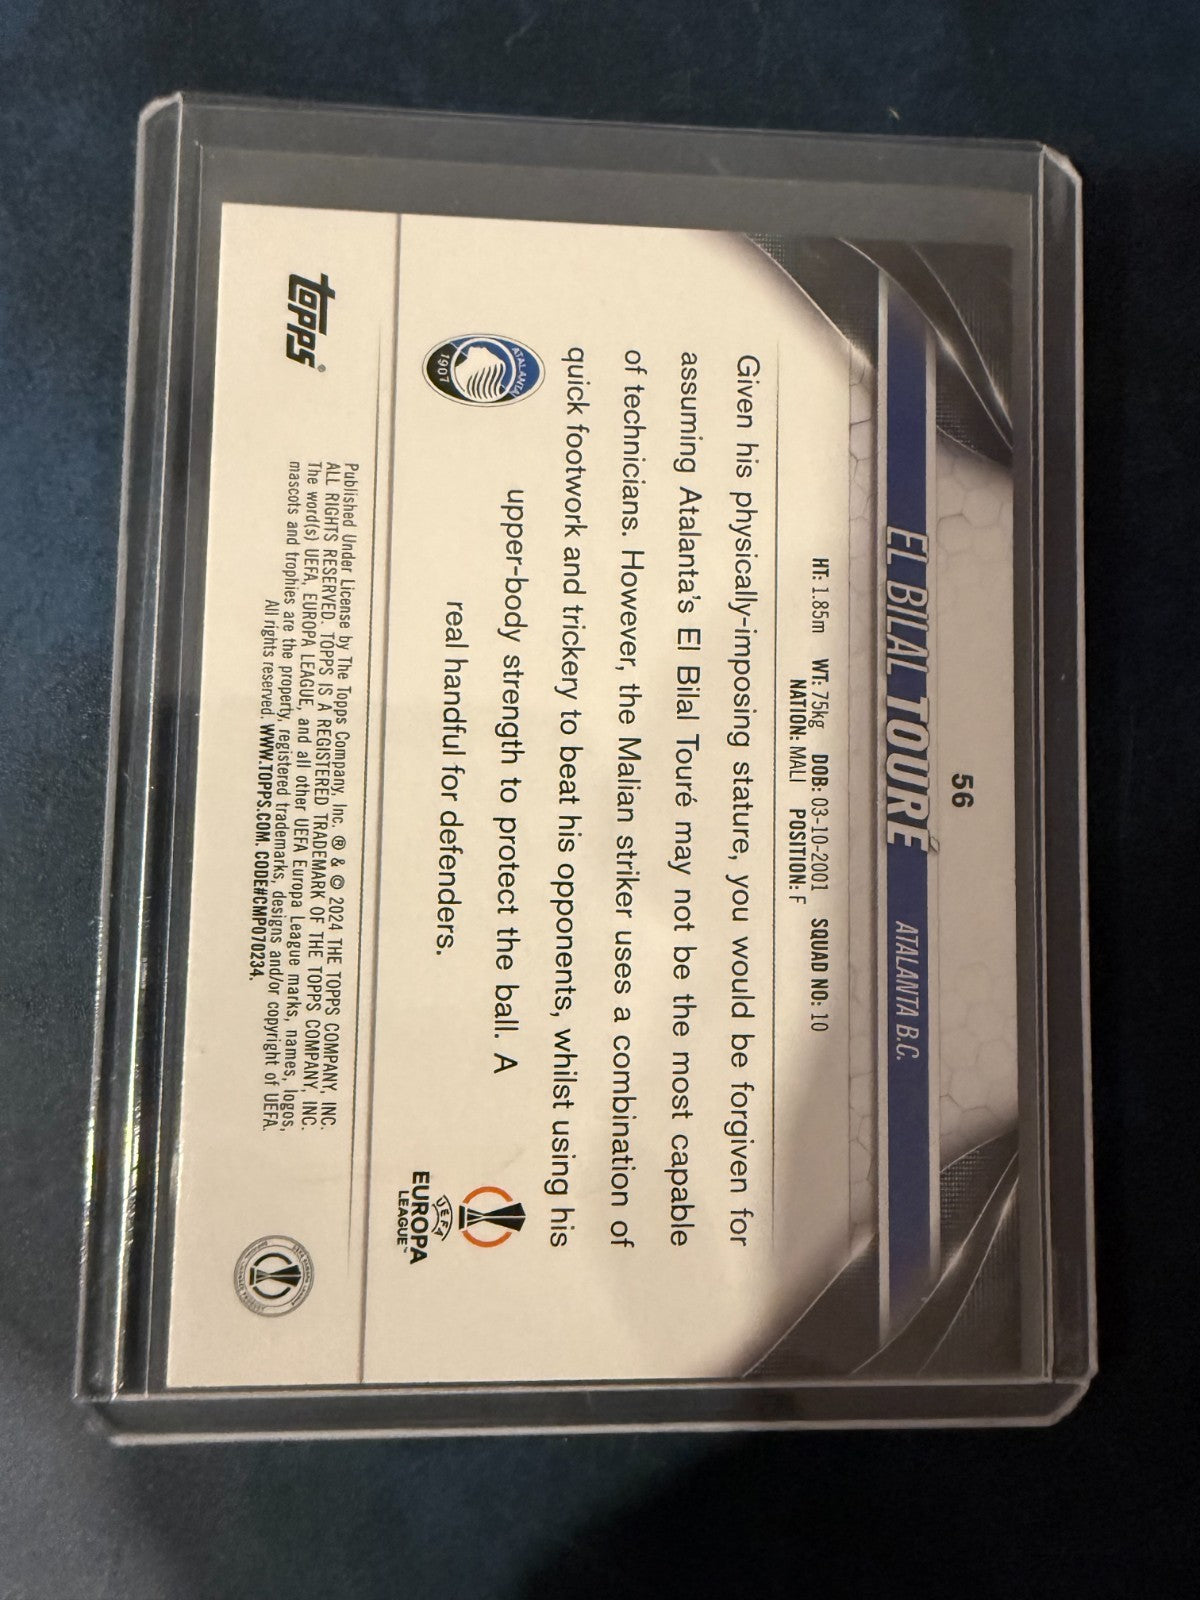 56
EL BILAL TOURÉ ATALANTA B.C.
HT: 1.85m WT: 75kg DOB: 03-10-2001 SQUAD NO: 10
NATION: MALI POSITION: F
Given his physically-imposing stature, you would be forgiven for
assuming Atalanta's El Bilal Touré may not be the most capable
of technicians. However, the Malian striker uses a combination of
quick footwork and trickery to beat his opponents, whilst using his
upper-body strength to protect the ball. A
real handful for defenders.
ATALANTA
1907
UEFA
EUROPA
LEAGUE™
topps®
Published Under License by The Topps Company, Inc. ® & © 2024 THE TOPPS COMPANY, INC.
ALL RIGHTS RESERVED. TOPPS IS A REGISTERED TRADEMARK OF THE TOPPS COMPANY, INC.
The word(s) UEFA, EUROPA LEAGUE, and all other UEFA Europa League marks, names, logos,
mascots and trophies are the property, registered trademarks, designs and/or copyright of UEFA.
All rights reserved. WWW.TOPPS.COM. CODE#CMP070234.